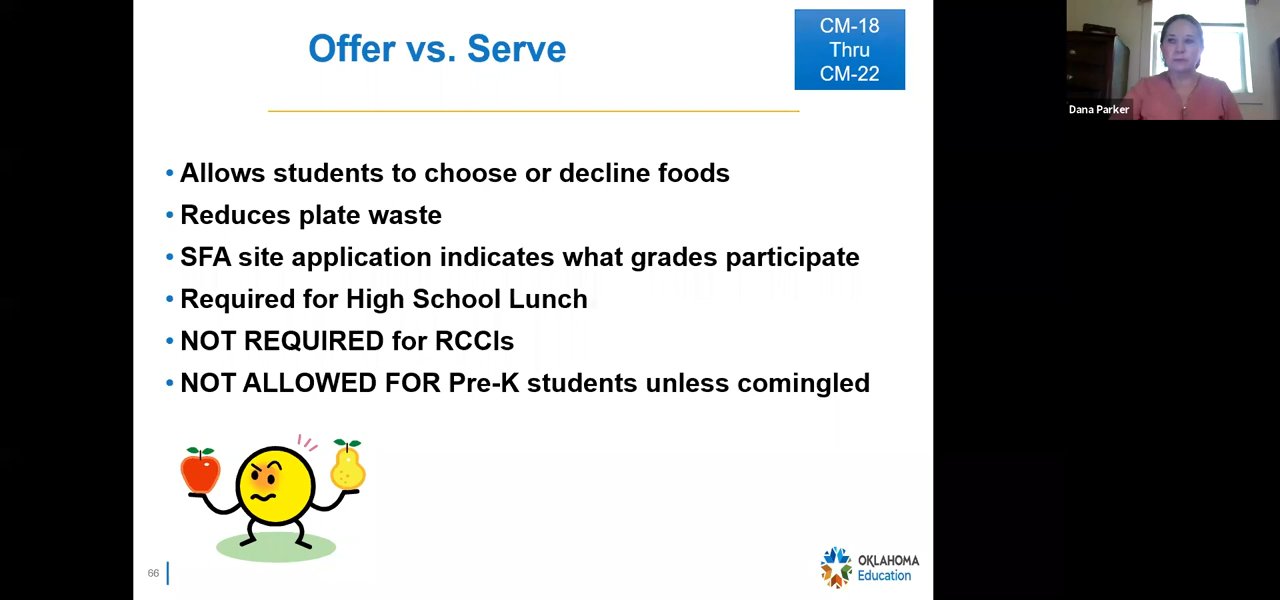 Offer vs. Serve
CM-18
Thru
CM-22
Dana Parker
• Allows students to choose or decline foods
• Reduces plate waste
• SFA site application indicates what grades participate
• Required for High School Lunch
• NOT REQUIRED for RCCIs
• NOT ALLOWED FOR Pre-K students unless comingled
66
OKLAHOMA
Education